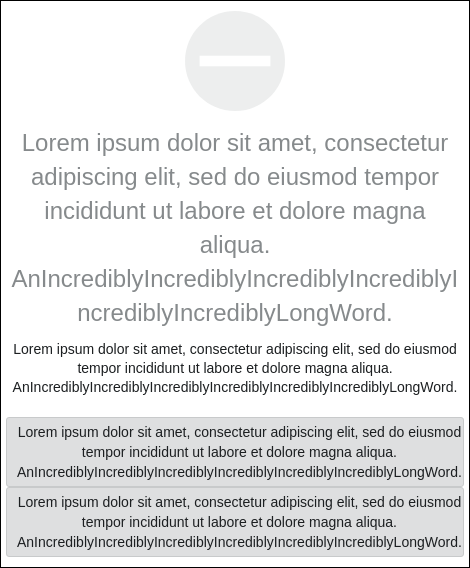 Lorem ipsum dolor sit amet, consectetur
adipiscing elit, sed do eiusmod tempor
incididunt ut labore et dolore magna
aliqua.
AnIncrediblyIncrediblyIncrediblyIncrediblyI
ncrediblyIncrediblyLongWord.
Lorem ipsum dolor sit amet, consectetur adipiscing elit, sed do eiusmod
tempor incididunt ut labore et dolore magna aliqua.
AnIncrediblyIncrediblyIncrediblyIncrediblyIncrediblyIncrediblyLongWord.
Lorem ipsum dolor sit amet, consectetur adipiscing elit, sed do eiusmod
tempor incididunt ut labore et dolore magna aliqua.
AnIncrediblyIncrediblyIncrediblyIncrediblyIncrediblyIncrediblyLongWord.
Lorem ipsum dolor sit amet, consectetur adipiscing elit, sed do eiusmod
tempor incididunt ut labore et dolore magna aliqua.
AnIncrediblyIncrediblyIncrediblyIncrediblyIncrediblyIncrediblyLongWord.